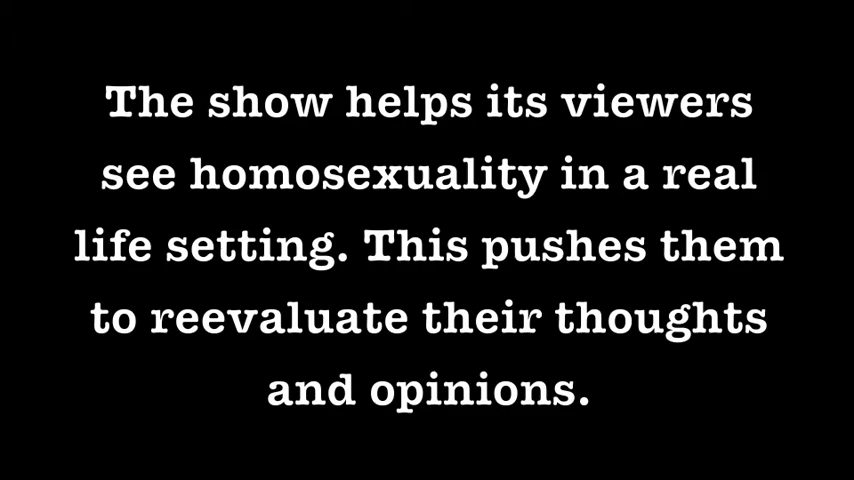 The show helps its viewers
see homosexuality in a real
life setting. This pushes them
to reevaluate their thoughts
and opinions.